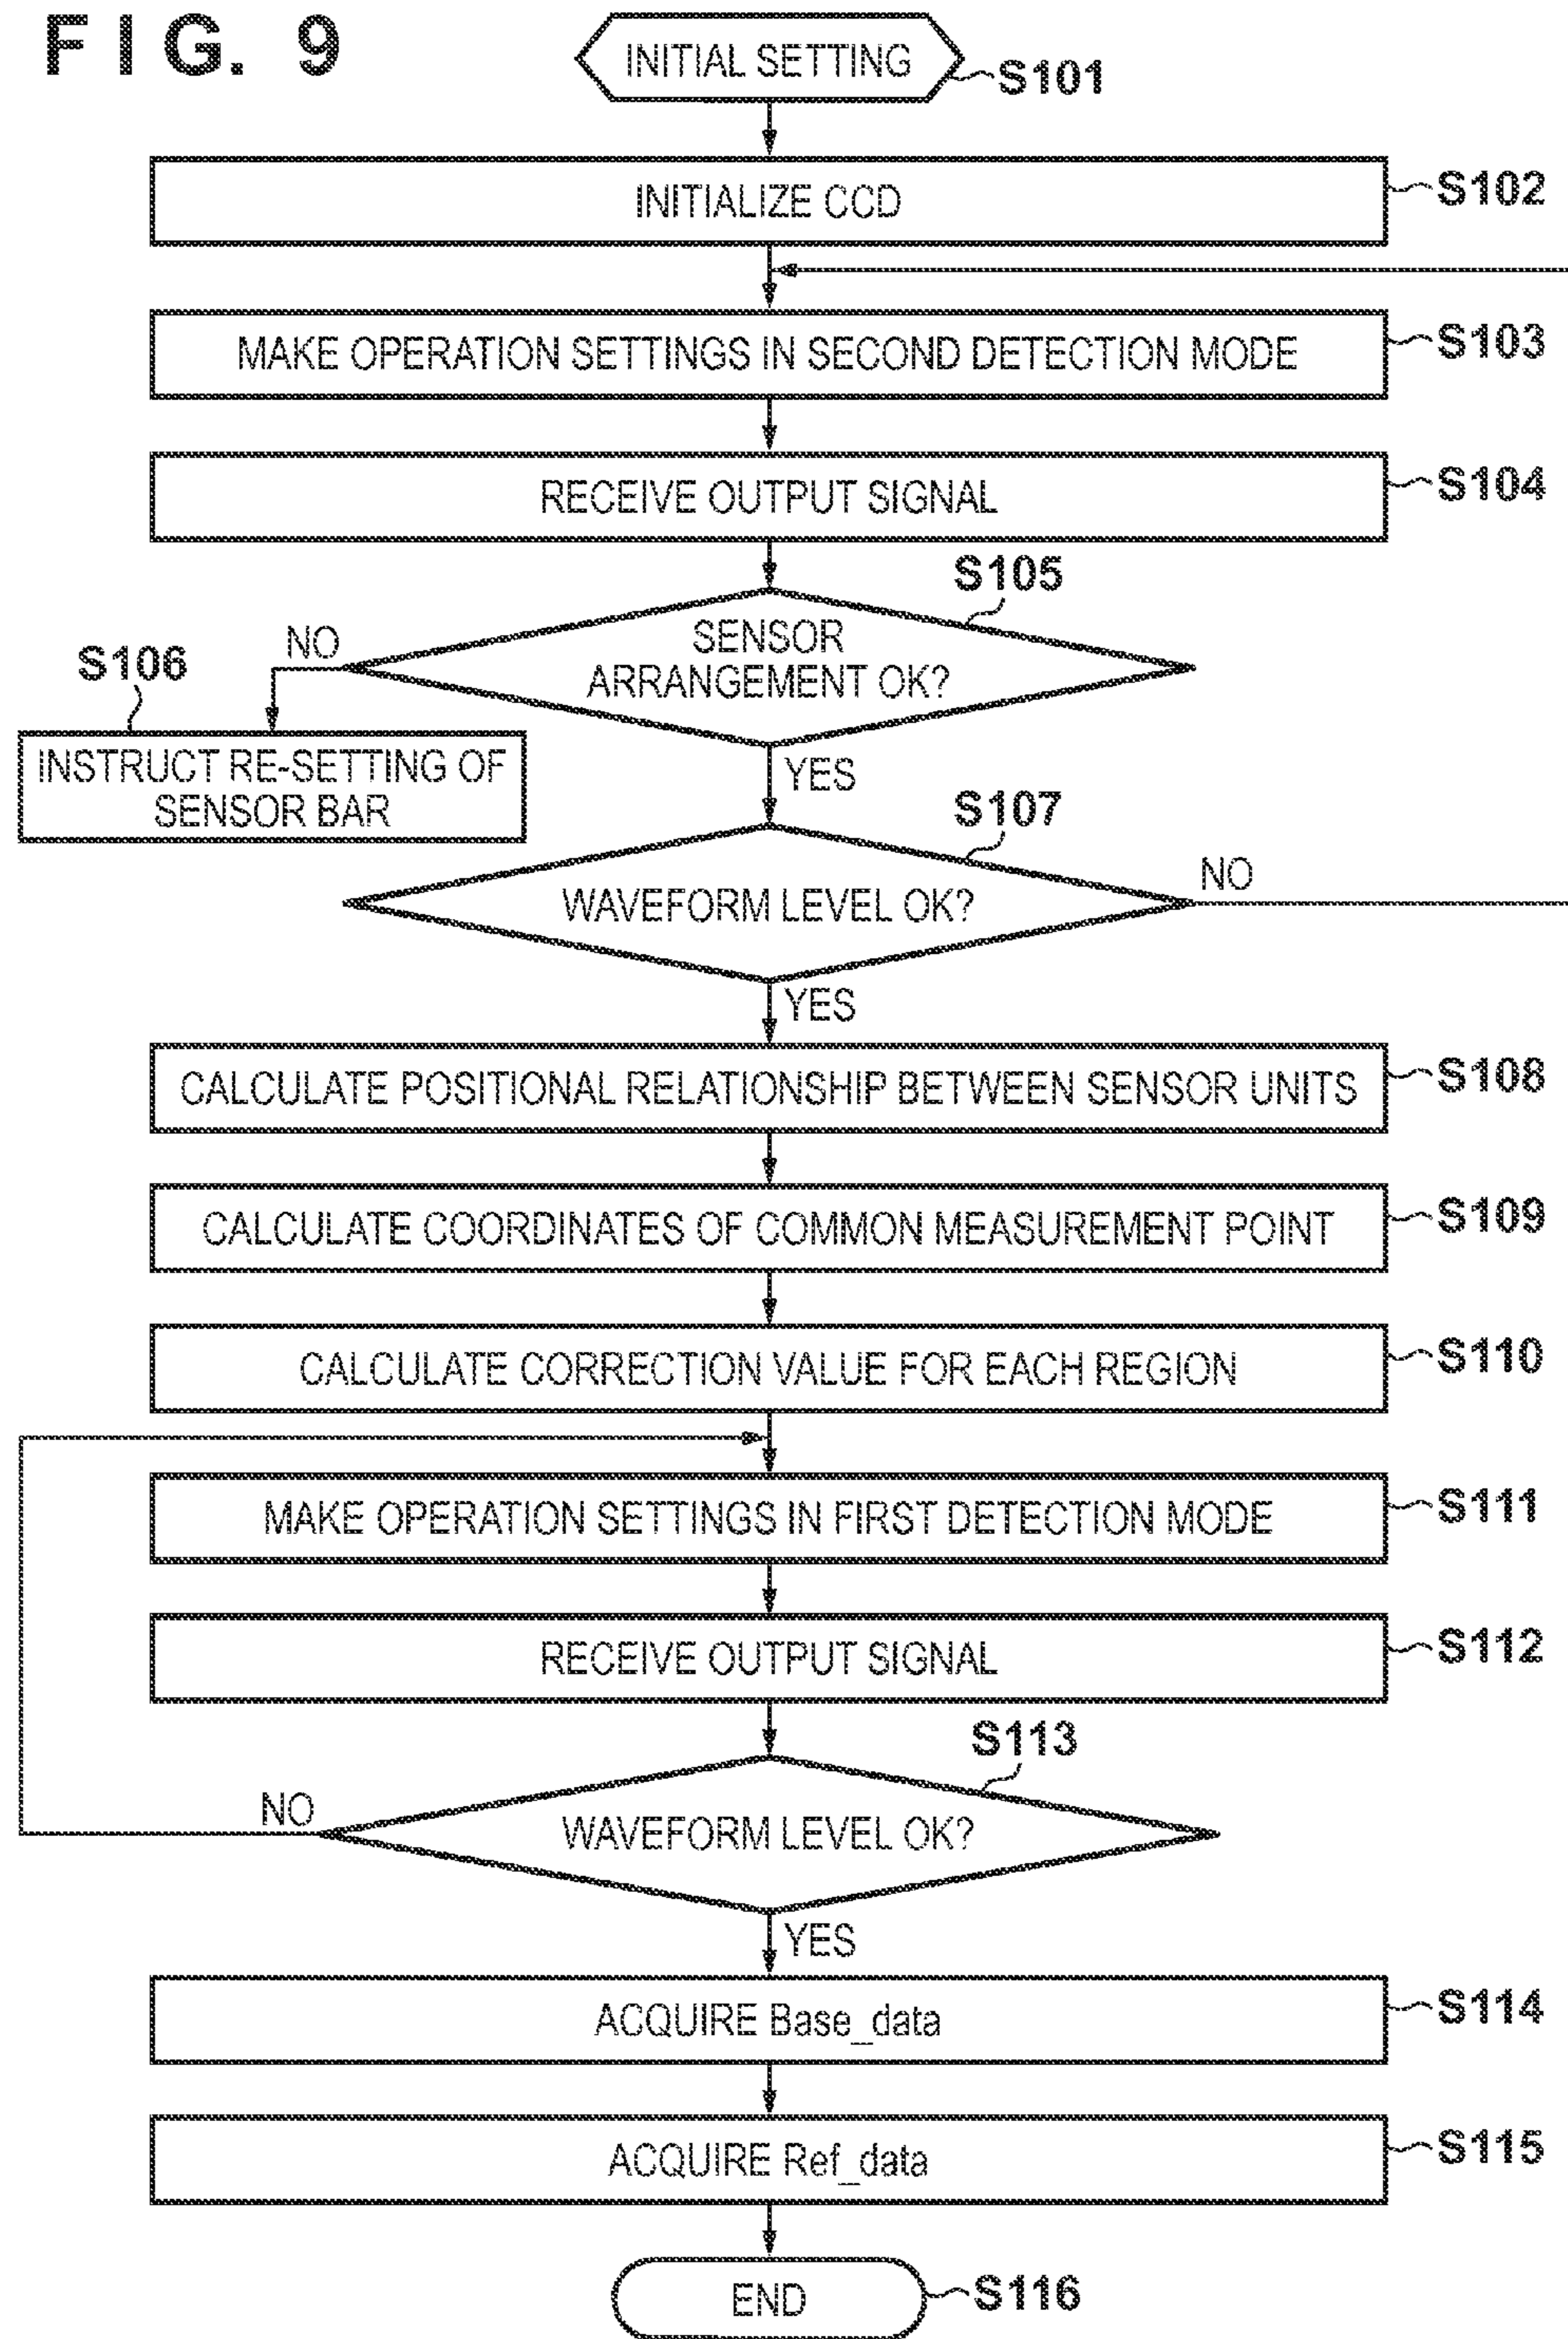 FIG. 9
INITIAL SETTING
S101
INITIALIZE CCD
S102
MAKE OPERATION SETTINGS IN SECOND DETECTION MODE
S103
RECEIVE OUTPUT SIGNAL
S104
S105
SENSOR
ARRANGEMENT OK?
NO
S106
INSTRUCT RE-SETTING OF
SENSOR BAR
YES
S107
WAVEFORM LEVEL OK?
NO
YES
CALCULATE POSITIONAL RELATIONSHIP BETWEEN SENSOR UNITS
S108
CALCULATE COORDINATES OF COMMON MEASUREMENT POINT
S109
CALCULATE CORRECTION VALUE FOR EACH REGION
S110
MAKE OPERATION SETTINGS IN FIRST DETECTION MODE
S111
RECEIVE OUTPUT SIGNAL
S112
S113
NO
WAVEFORM LEVEL OK?
YES
ACQUIRE Base_data
S114
ACQUIRE Ref_data
S115
END
S116